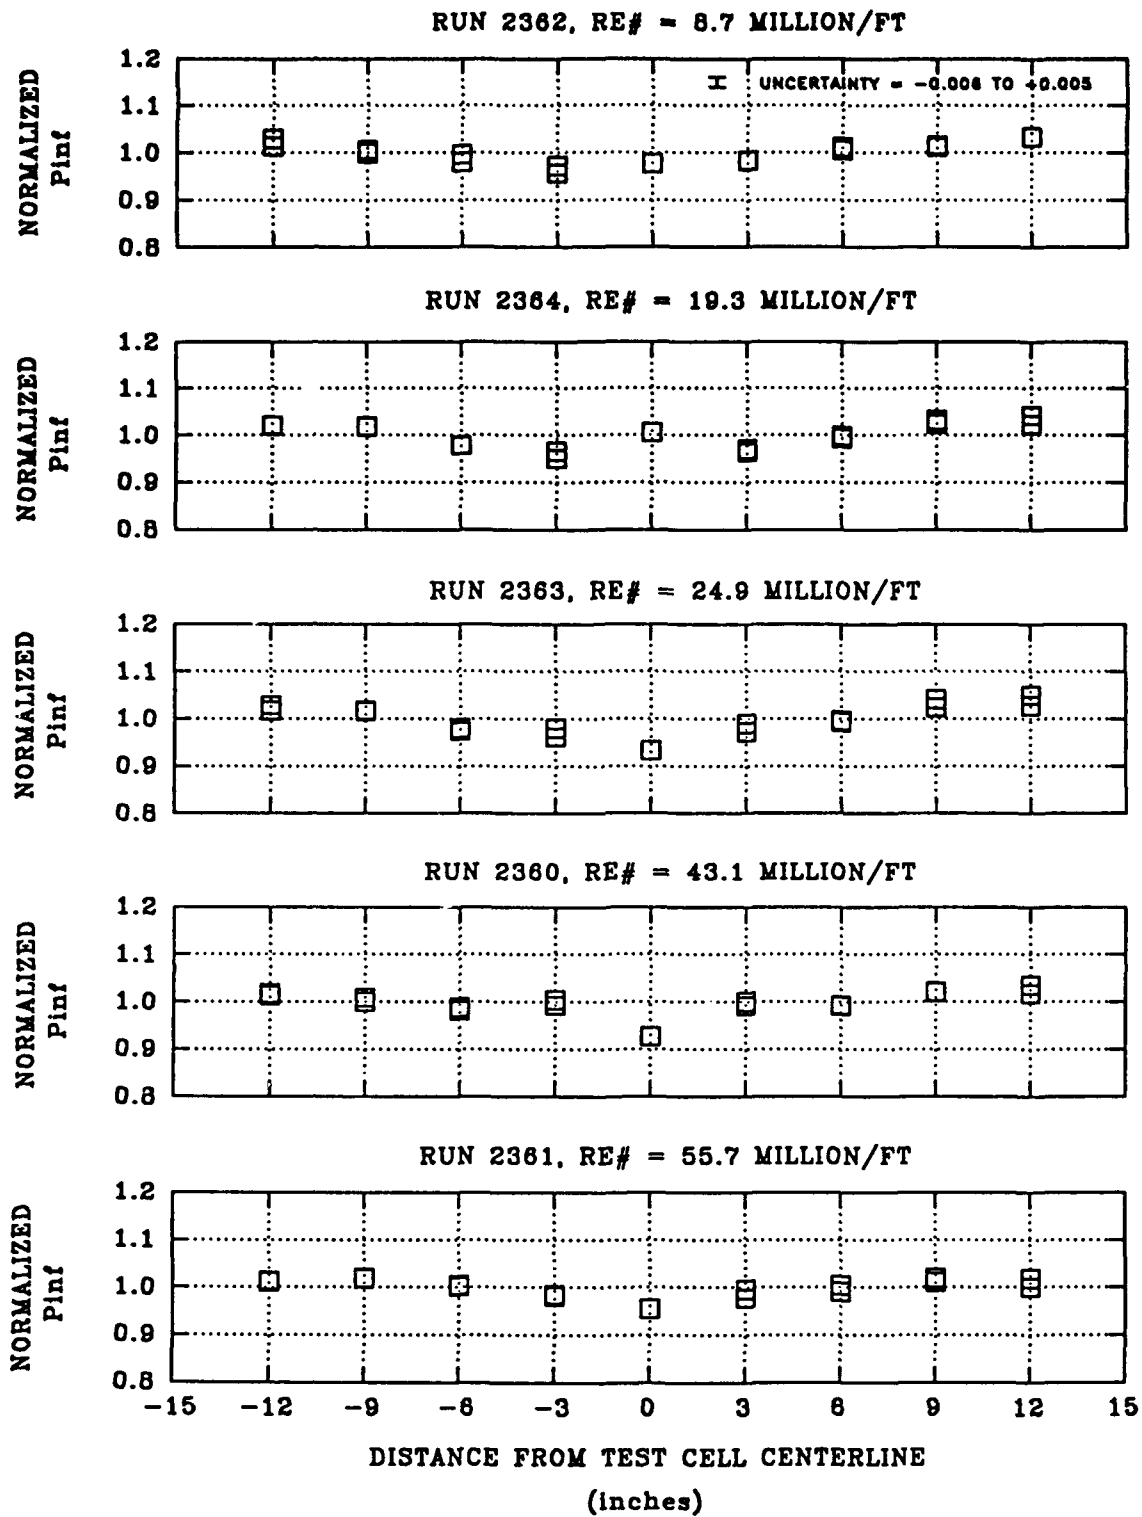 RUN 2362, RE# = 8.7 MILLION/FT
NORMALIZED
Pinf
1.2
1.1
1.0
0.9
0.8
UNCERTAINTY = -0.006 TO +0.005
RUN 2364, RE# = 19.3 MILLION/FT
NORMALIZED
Pinf
1.2
1.1
1.0
0.9
0.8
RUN 2363, RE# = 24.9 MILLION/FT
NORMALIZED
Pinf
1.2
1.1
1.0
0.9
0.8
RUN 2360, RE# = 43.1 MILLION/FT
NORMALIZED
Pinf
1.2
1.1
1.0
0.9
0.8
RUN 2361, RE# = 55.7 MILLION/FT
NORMALIZED
Pinf
1.2
1.1
1.0
0.9
0.8
-15 -12 -9 -6 -3 0 3 6 9 12 15
DISTANCE FROM TEST CELL CENTERLINE
(inches)